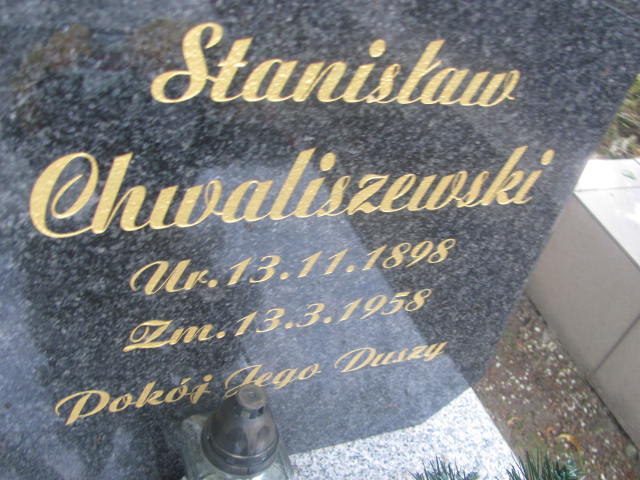 Stanisław
Chwaliszewski
Ur. 13.11.1898
Zm. 13.3.1958
Pokój Jego Duszy